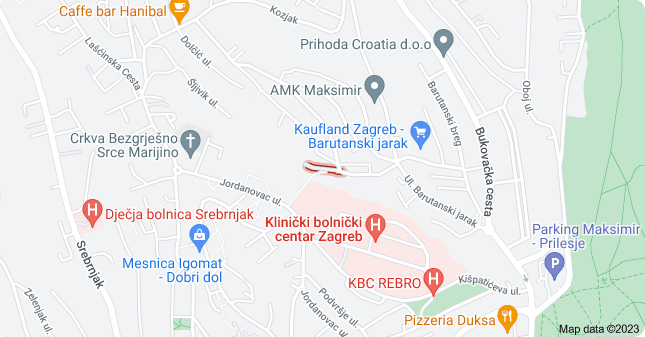 Caffe bar Hanibal
Kozjak
Lašćinska Cesta
Dolčić ul.
Šljivik ul.
Prihoda Croatia d.o.o
AMK Maksimir
Barutanski breg
Oboj ul.
Kaufland Zagreb -
Barutanski jarak
Bukovačka cesta
Crkva Bezgrješno
Srce Marijino
Jordanovac ul.
Ul. Barutanski jarak
Dječja bolnica Srebrnjak
Klinički bolnički
centar Zagreb
Parking Maksimir
- Prilesje
Srebrnjak
Mesnica Igomat
- Dobri dol
KBC REBRO
Kišpatićeva ul.
Zelenjak ul.
Podvršje ul.
Jordanovac ul.
Pizzeria Duksa
Map data ©2023